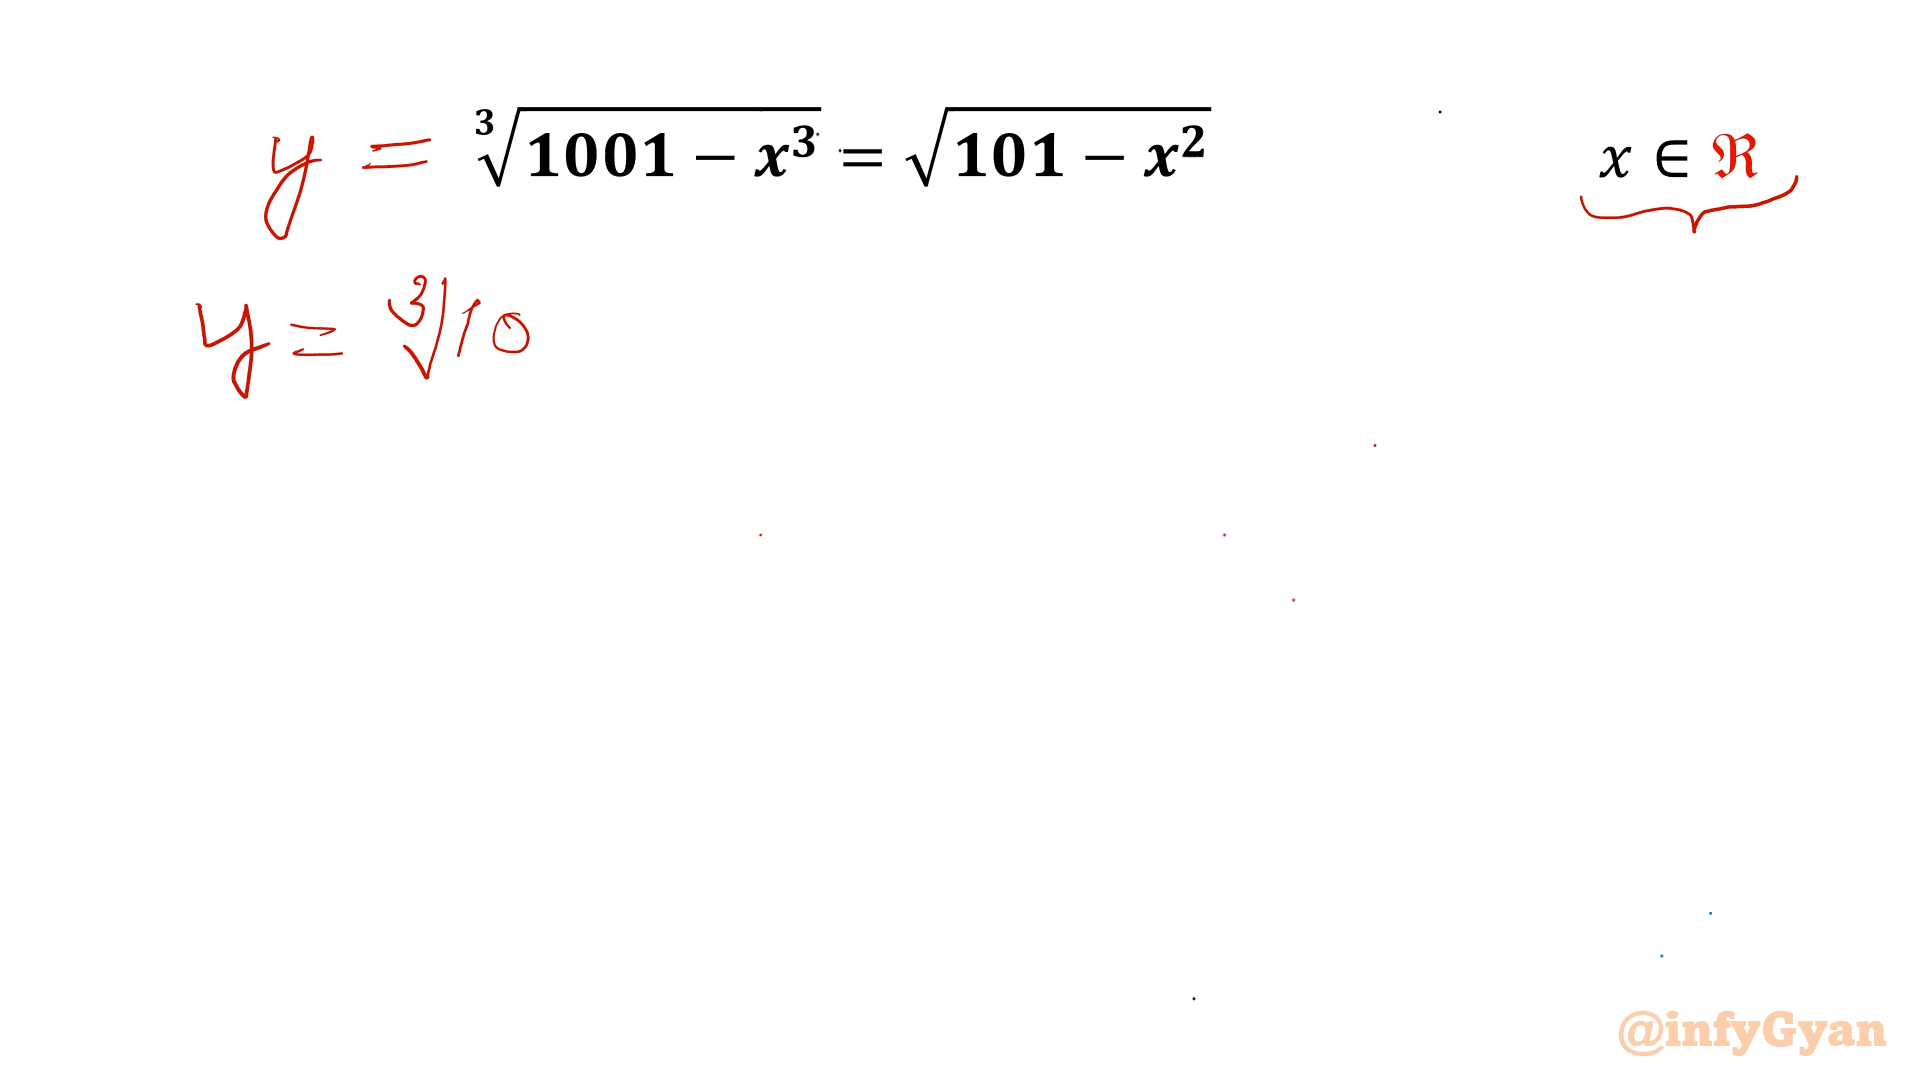 y = ∛(1001 − x³) = √(101 − x²) x ∈ ℜ
y = ∛10
@infyGyan